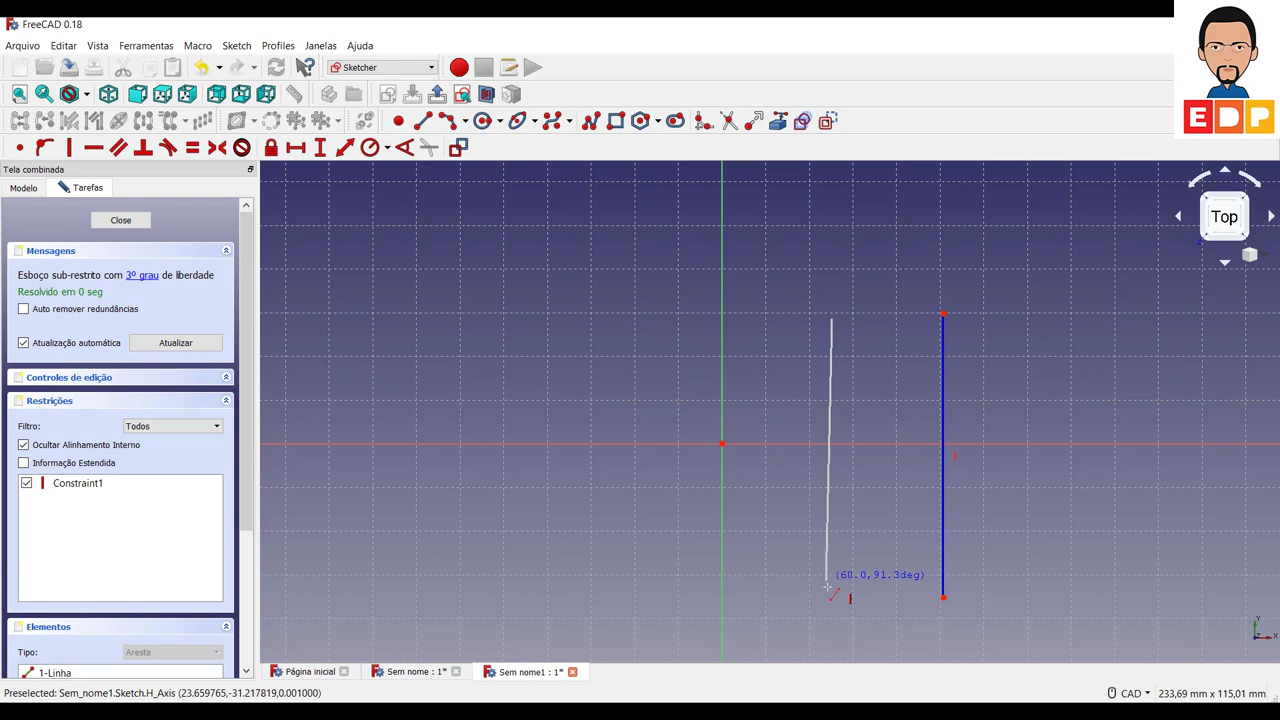 FreeCAD 0.18
Arquivo Editar Vista Ferramentas Macro Sketch Profiles Janelas Ajuda
Sketcher
EDP
Tela combinada
Modelo Tarefas
Close
Mensagens
Esboço sub-restrito com 3º grau de liberdade
Resolvido em 0 seg
Auto remover redundâncias
Atualização automática Atualizar
Controles de edição
Restrições
Filtro: Todos
Ocultar Alinhamento Interno
Informação Estendida
Constraint1
Elementos
Tipo: Aresta
1-Linha
Top
(60.0,91.3deg)
Y
Z X
Página inicial Sem nome : 1* Sem nome1 : 1*
Preselected: Sem_nome1.Sketch.H_Axis (23.659765,-31.217819,0.001000)
CAD 233,69 mm x 115,01 mm